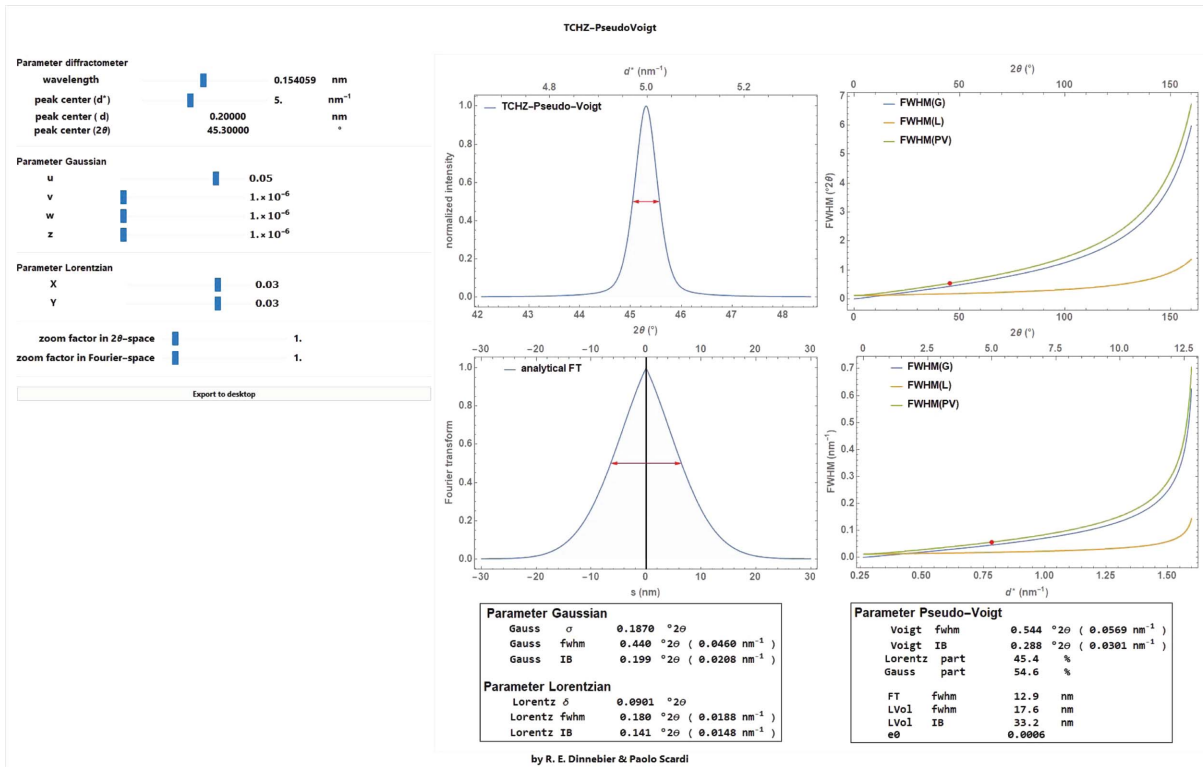 TCHZ–PseudoVoigt
Parameter diffractometer
wavelength 0.154059 nm
peak center (d*) 5. nm⁻¹
peak center ( d) 0.20000 nm
peak center (2θ) 45.30000 °
Parameter Gaussian
u 0.05
v 1.×10⁻⁶
w 1.×10⁻⁶
z 1.×10⁻⁶
Parameter Lorentzian
X 0.03
Y 0.03
zoom factor in 2θ-space 1.
zoom factor in Fourier-space 1.
Export to desktop
d* (nm⁻¹)
4.8 5.0 5.2
TCHZ–Pseudo–Voigt
normalized intensity
1.0
0.8
0.6
0.4
0.2
0.0
42 43 44 45 46 47 48
2θ (°)
2θ (°)
0 50 100 150
FWHM(G)
FWHM(L)
FWHM(PV)
FWHM (°2θ)
7
6
5
4
3
2
1
0
0 50 100 150
2θ (°)
−30 −20 −10 0 10 20 30
analytical FT
Fourier transform
1.0
0.8
0.6
0.4
0.2
0.0
−30 −20 −10 0 10 20 30
s (nm)
0.0 2.5 5.0 7.5 10.0 12.5
FWHM(G)
FWHM(L)
FWHM(PV)
FWHM (nm⁻¹)
0.7
0.6
0.5
0.4
0.3
0.2
0.1
0.0
0.25 0.50 0.75 1.00 1.25 1.50
d* (nm⁻¹)
Parameter Gaussian
Gauss σ 0.1870 °2θ
Gauss fwhm 0.440 °2θ ( 0.0460 nm⁻¹ )
Gauss IB 0.199 °2θ ( 0.0208 nm⁻¹ )
Parameter Lorentzian
Lorentz δ 0.0901 °2θ
Lorentz fwhm 0.180 °2θ ( 0.0188 nm⁻¹ )
Lorentz IB 0.141 °2θ ( 0.0148 nm⁻¹ )
Parameter Pseudo–Voigt
Voigt fwhm 0.544 °2θ ( 0.0569 nm⁻¹ )
Voigt IB 0.288 °2θ ( 0.0301 nm⁻¹ )
Lorentz part 45.4 %
Gauss part 54.6 %
FT fwhm 12.9 nm
LVol fwhm 17.6 nm
LVol IB 33.2 nm
e0 0.0006
by R. E. Dinnebier & Paolo Scardi